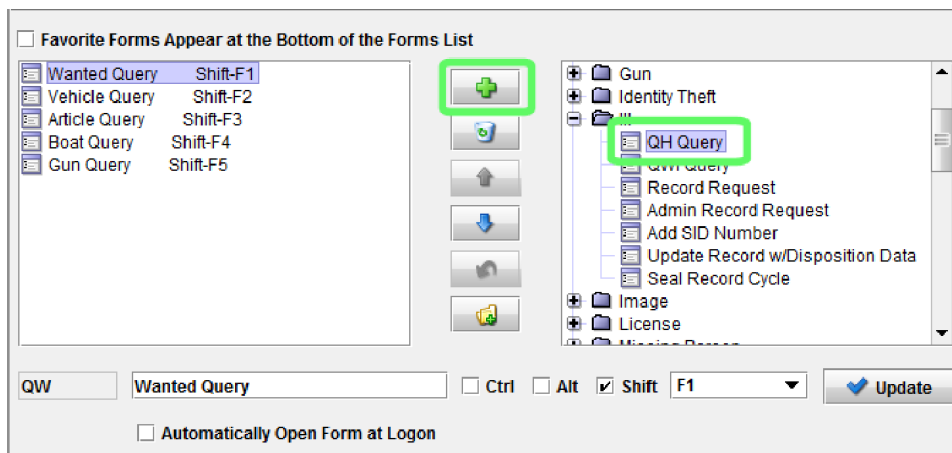 Favorite Forms Appear at the Bottom of the Forms List
Wanted Query Shift-F1
Vehicle Query Shift-F2
Article Query Shift-F3
Boat Query Shift-F4
Gun Query Shift-F5
Gun
Identity Theft
III
QH Query
QWI Query
Record Request
Admin Record Request
Add SID Number
Update Record w/Disposition Data
Seal Record Cycle
Image
License
Missing Person
QW Wanted Query Ctrl Alt Shift F1 Update
Automatically Open Form at Logon